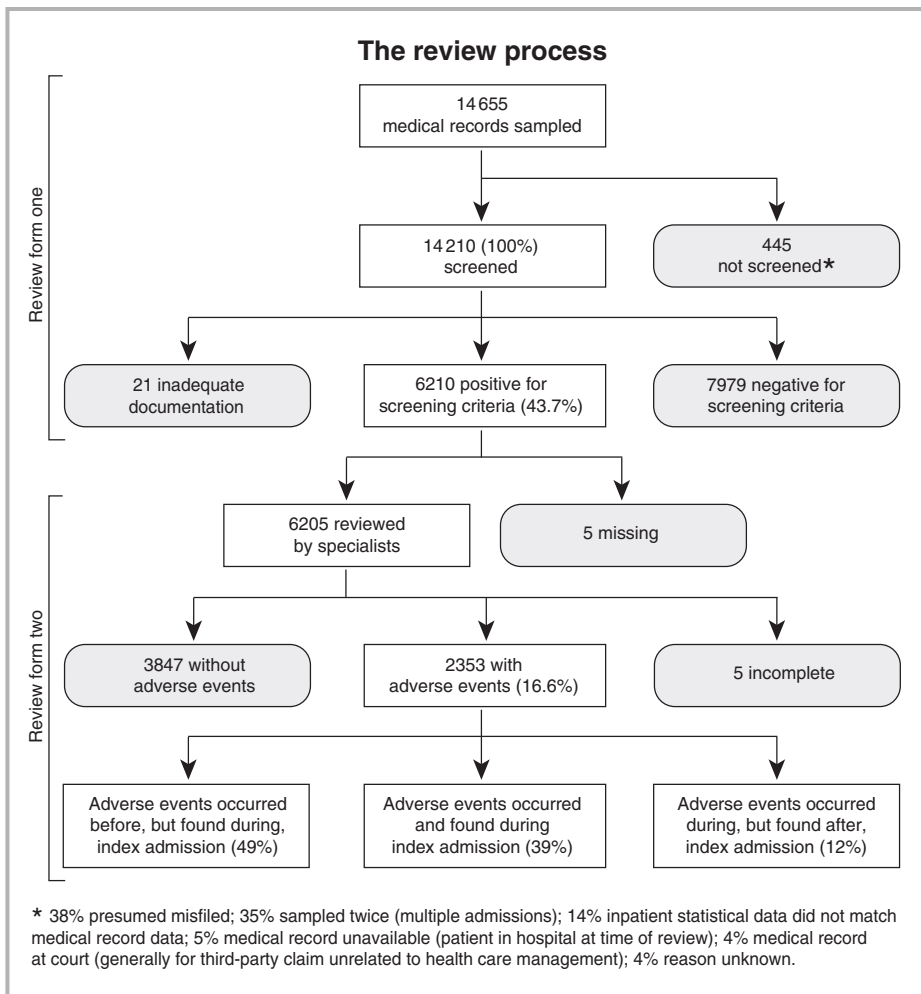 The review process
Review form one
14 655
medical records sampled
14 210 (100%)
screened
445
not screened*
21 inadequate
documentation
6210 positive for
screening criteria (43.7%)
7979 negative for
screening criteria
Review form two
6205 reviewed
by specialists
5 missing
3847 without
adverse events
2353 with
adverse events (16.6%)
5 incomplete
Adverse events occurred
before, but found during,
index admission (49%)
Adverse events occurred
and found during
index admission (39%)
Adverse events occurred
during, but found after,
index admission (12%)
* 38% presumed misfiled; 35% sampled twice (multiple admissions); 14% inpatient statistical data did not match
medical record data; 5% medical record unavailable (patient in hospital at time of review); 4% medical record
at court (generally for third-party claim unrelated to health care management); 4% reason unknown.